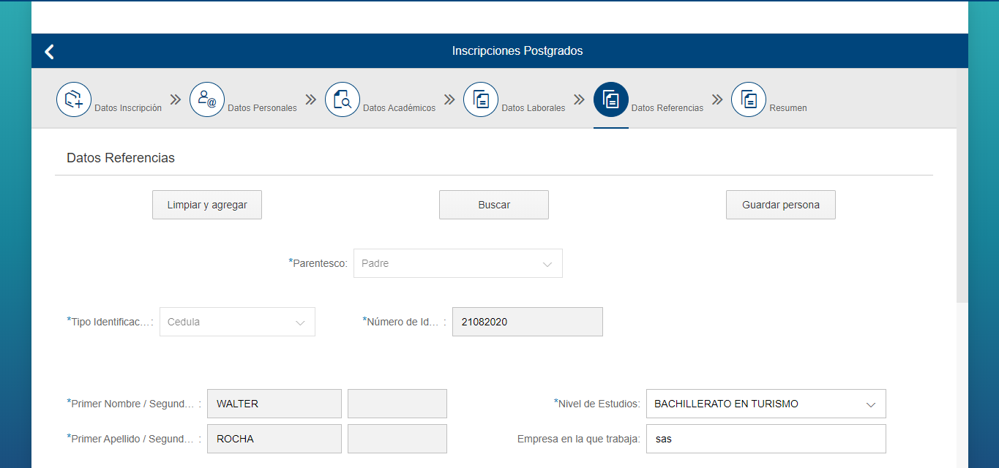 Inscripciones Postgrados
Datos Inscripción Datos Personales Datos Académicos Datos Laborales Datos Referencias Resumen
Datos Referencias
Limpiar y agregar Buscar Guardar persona
*Parentesco: Padre
*Tipo Identificac... : Cedula *Número de Id... : 21082020
*Primer Nombre / Segund... : WALTER *Nivel de Estudios: BACHILLERATO EN TURISMO
*Primer Apellido / Segund... : ROCHA Empresa en la que trabaja: sas